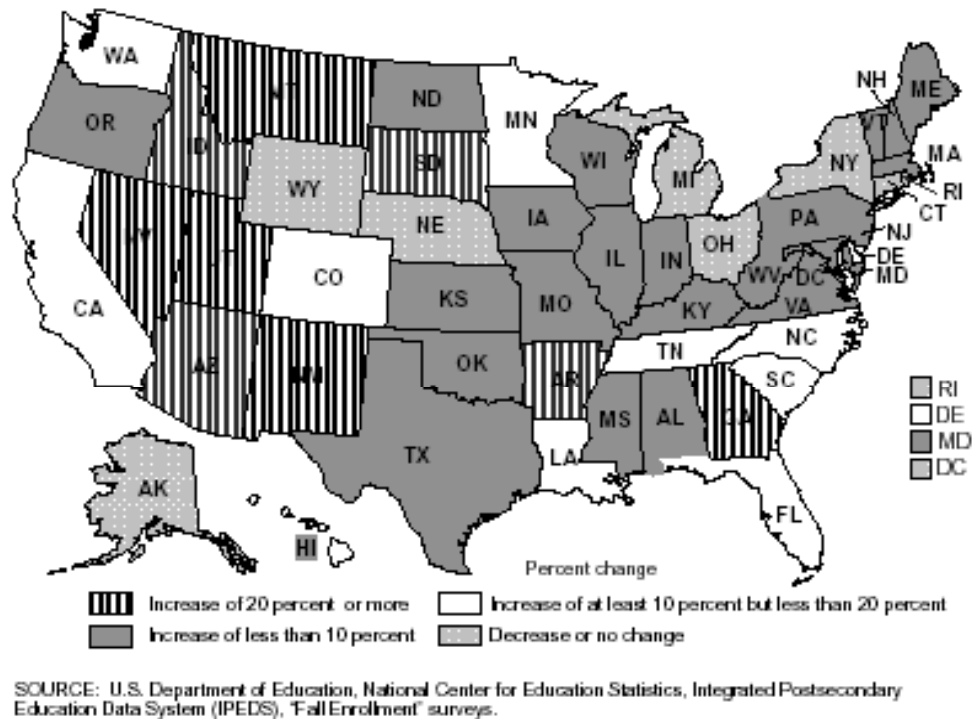 WA
MT
ND
MN
NH
ME
VT
OR
ID
SD
WI
MI
NY
MA
WY
RI
CT
IA
PA
NE
NJ
NV
UT
OH
DE
IL
IN
WV
DC
MD
CA
CO
KS
MO
KY
VA
NC
TN
AZ
OK
AR
SC
NM
MS
AL
GA
TX
LA
FL
AK
HI
RI
DE
MD
DC
Percent change
Increase of 20 percent or more
Increase of at least 10 percent but less than 20 percent
Increase of less than 10 percent
Decrease or no change
SOURCE: U.S. Department of Education, National Center for Education Statistics, Integrated Postsecondary
Education Data System (IPEDS), "Fall Enrollment" surveys.